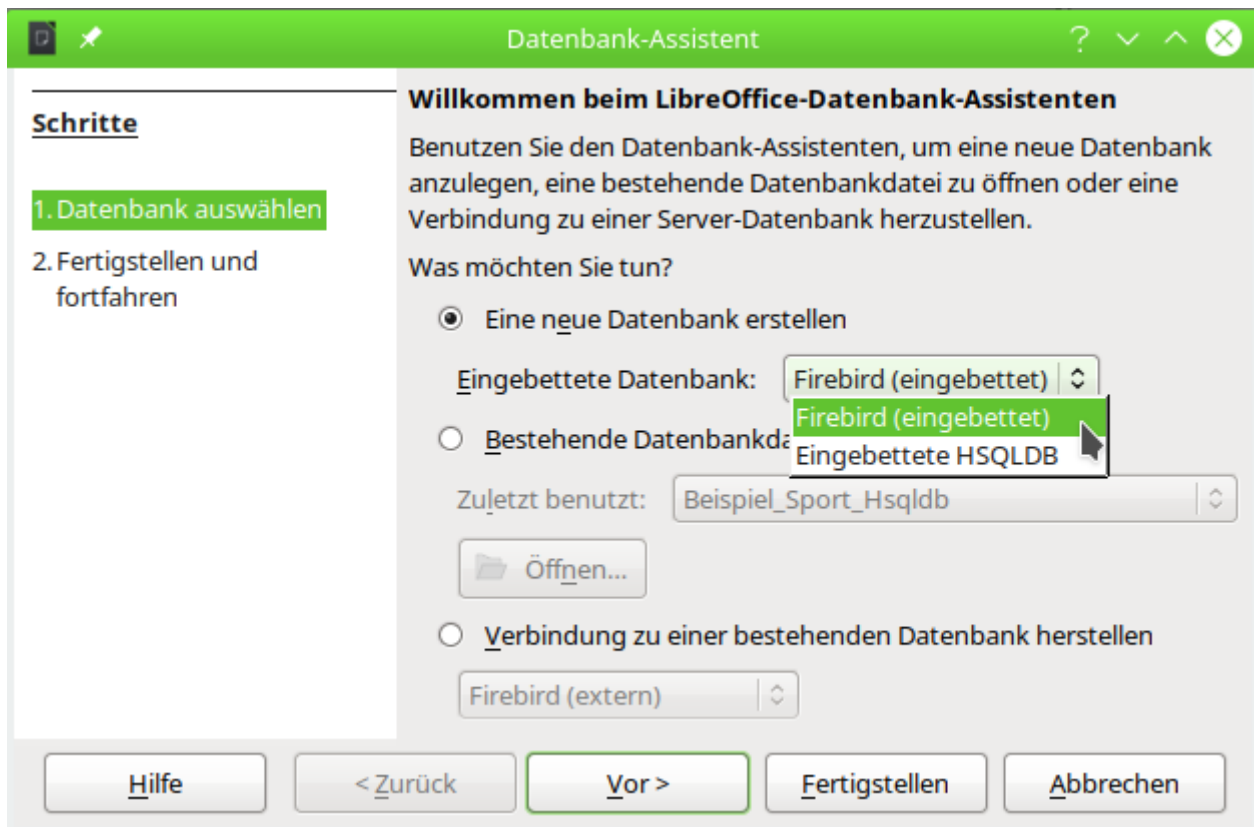 Datenbank-Assistent
Schritte
1. Datenbank auswählen
2. Fertigstellen und
fortfahren
Willkommen beim LibreOffice-Datenbank-Assistenten
Benutzen Sie den Datenbank-Assistenten, um eine neue Datenbank
anzulegen, eine bestehende Datenbankdatei zu öffnen oder eine
Verbindung zu einer Server-Datenbank herzustellen.
Was möchten Sie tun?
Eine neue Datenbank erstellen
Eingebettete Datenbank: Firebird (eingebettet)
Firebird (eingebettet)
Eingebettete HSQLDB
Bestehende
Zuletzt benutzt: Beispiel_Sport_Hsqldb
Öffnen...
Verbindung zu einer bestehenden Datenbank herstellen
Firebird (extern)
Hilfe < Zurück Vor > Fertigstellen Abbrechen